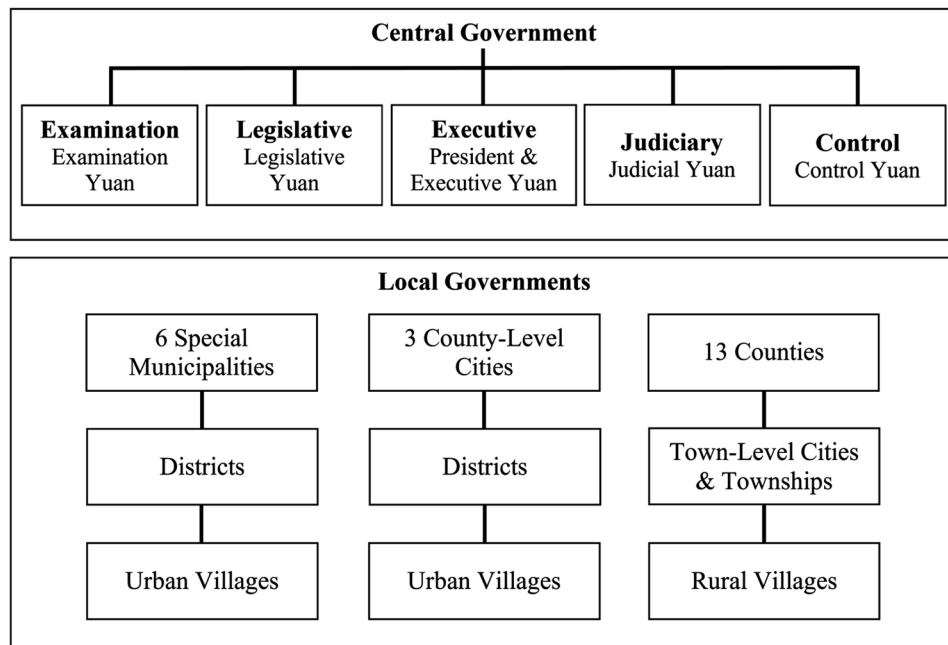 Central Government
Examination
Examination
Yuan
Legislative
Legislative
Yuan
Executive
President &
Executive Yuan
Judiciary
Judicial Yuan
Control
Control Yuan
Local Governments
6 Special
Municipalities
3 County-Level
Cities
13 Counties
Districts
Districts
Town-Level Cities
& Townships
Urban Villages
Urban Villages
Rural Villages